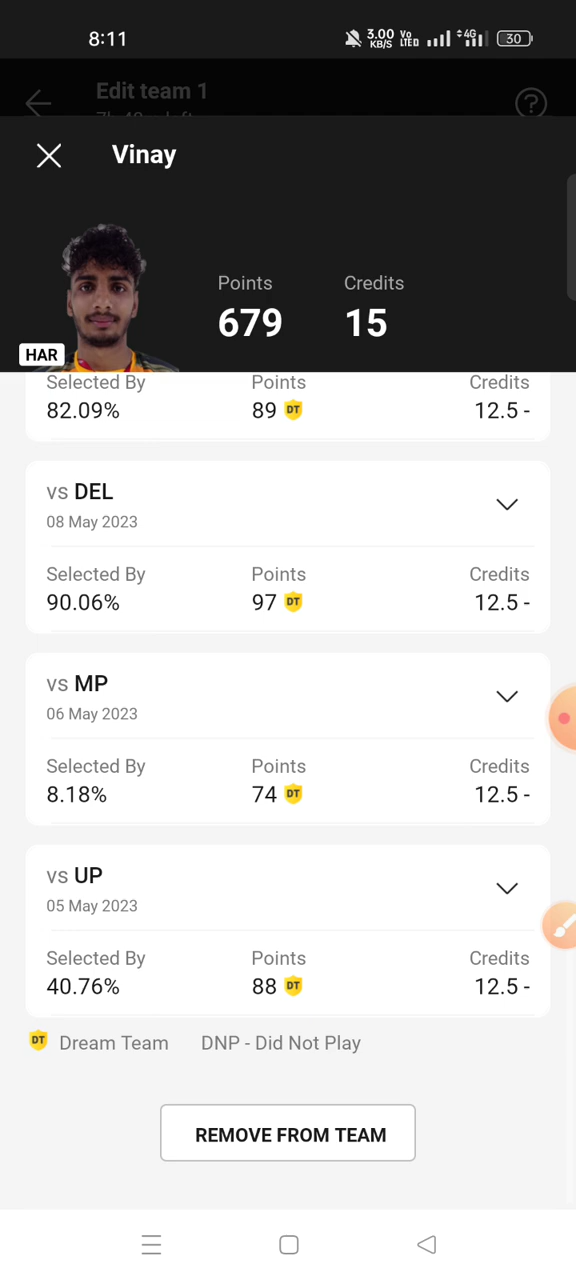 8:11 3.00 KB/S Vo LTED 4G 30
Edit team 1
Vinay
Points Credits
679 15
HAR
Selected By Points Credits
82.09% 89 DT 12.5 -
vs DEL
08 May 2023
Selected By Points Credits
90.06% 97 DT 12.5 -
vs MP
06 May 2023
Selected By Points Credits
8.18% 74 DT 12.5 -
vs UP
05 May 2023
Selected By Points Credits
40.76% 88 DT 12.5 -
DT Dream Team DNP - Did Not Play
REMOVE FROM TEAM